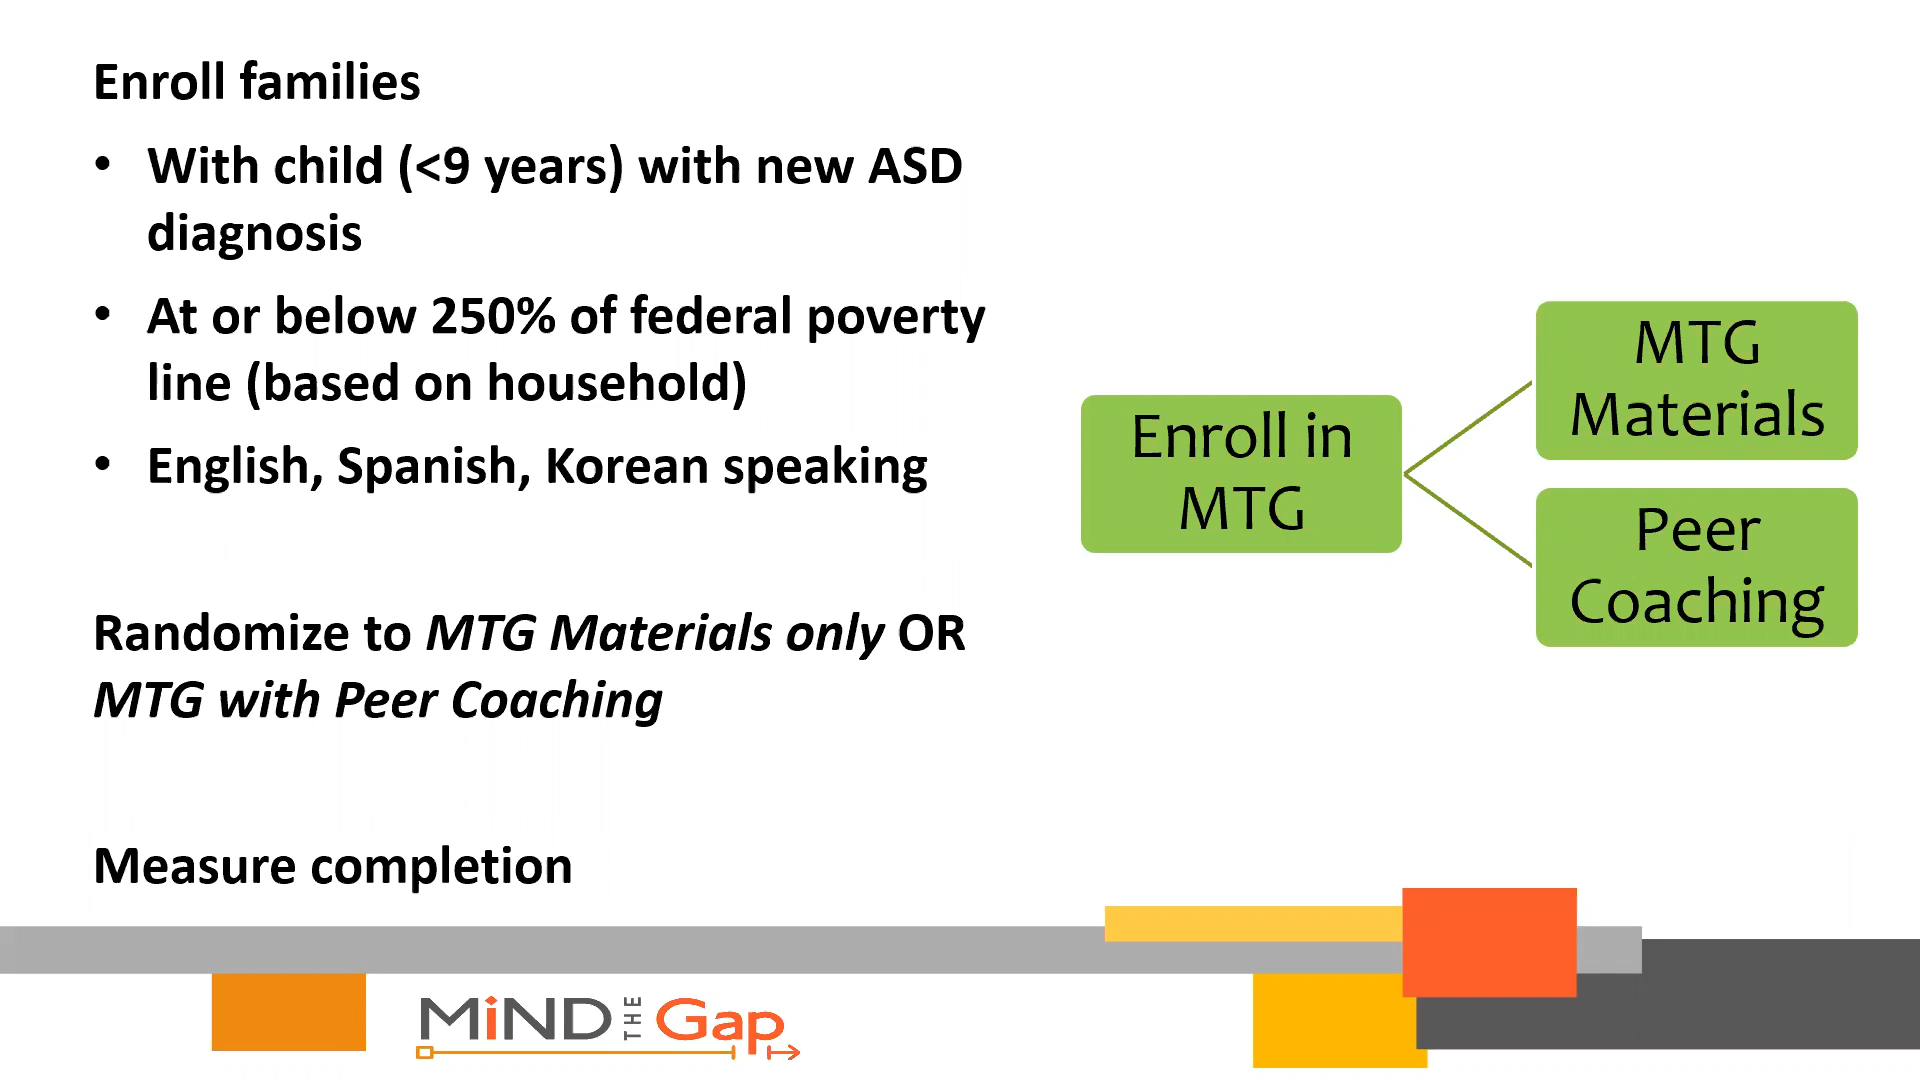 Enroll families
• With child (<9 years) with new ASD
diagnosis
• At or below 250% of federal poverty
line (based on household)
• English, Spanish, Korean speaking
Randomize to MTG Materials only OR
MTG with Peer Coaching
Measure completion
Enroll in
MTG
MTG
Materials
Peer
Coaching
MiND THE Gap